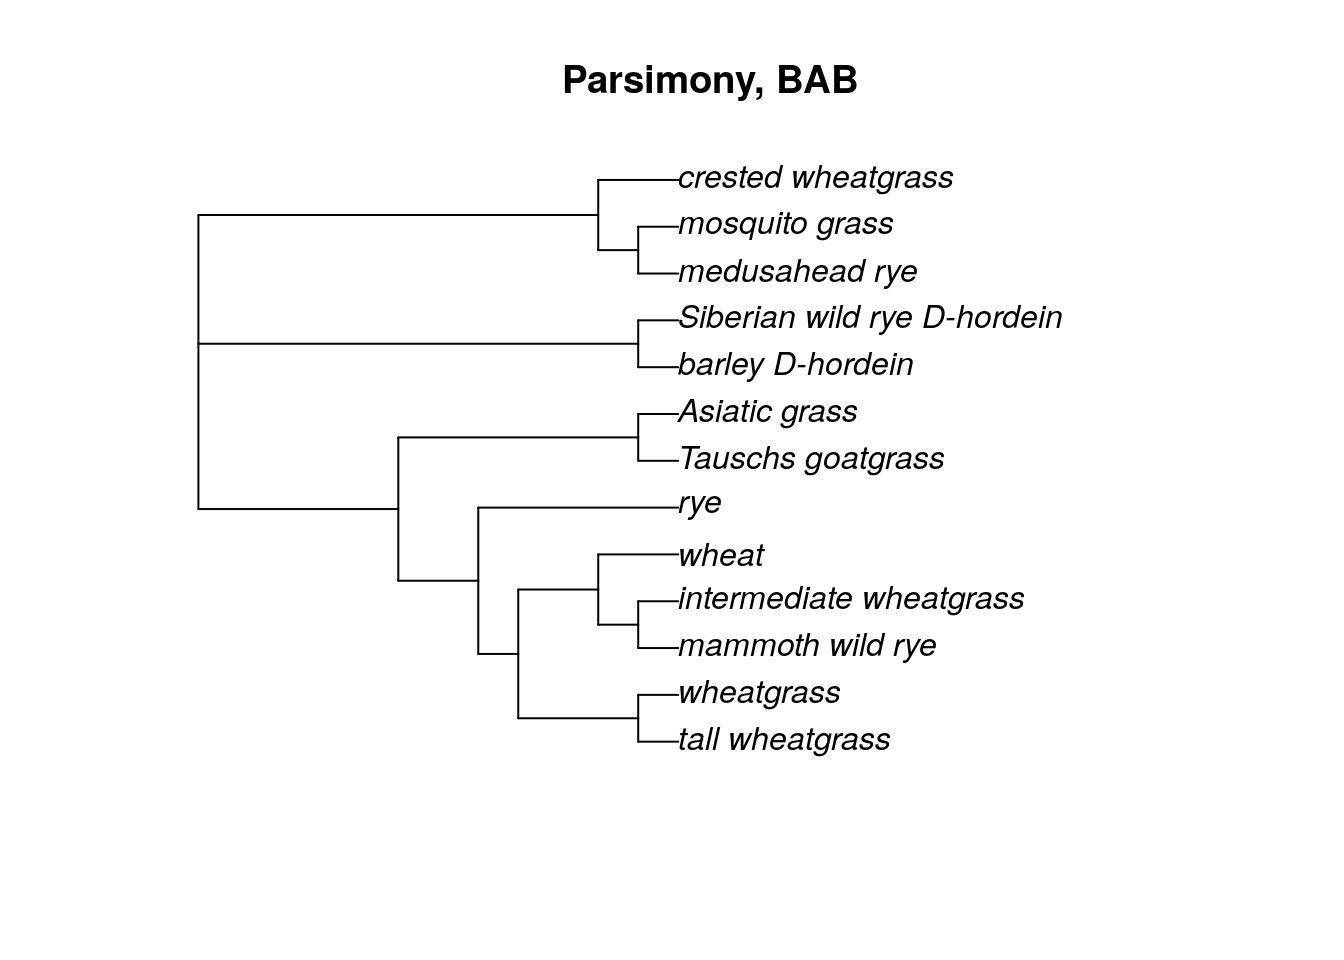 Parsimony, BAB
crested wheatgrass
mosquito grass
medusahead rye
Siberian wild rye D-hordein
barley D-hordein
Asiatic grass
Tauschs goatgrass
rye
wheat
intermediate wheatgrass
mammoth wild rye
wheatgrass
tall wheatgrass